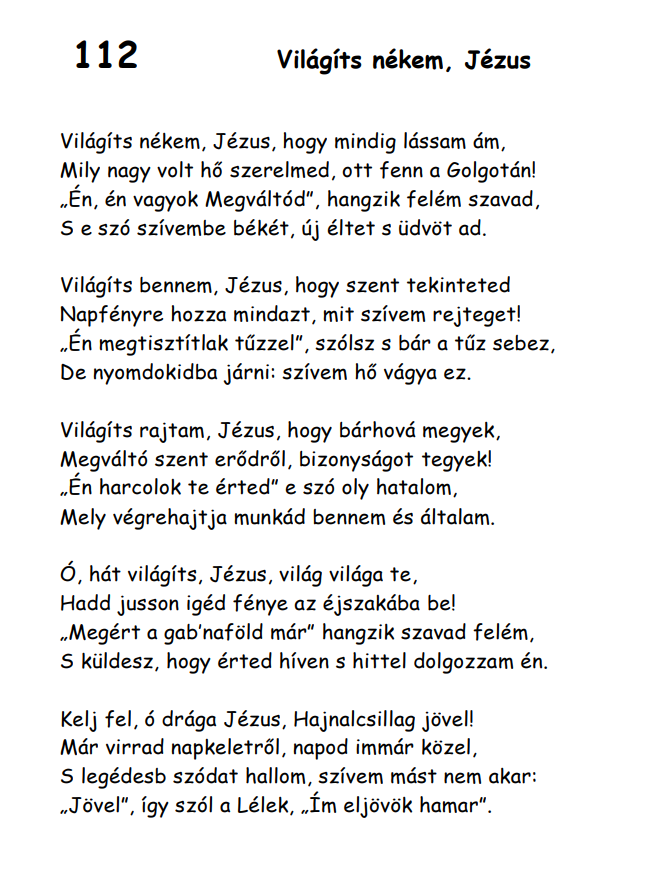 112 Világíts nékem, Jézus
Világíts nékem, Jézus, hogy mindig lássam ám,
Mily nagy volt hő szerelmed, ott fenn a Golgotán!
„Én, én vagyok Megváltód”, hangzik felém szavad,
S e szó szívembe békét, új éltet s üdvöt ad.
Világíts bennem, Jézus, hogy szent tekinteted
Napfényre hozza mindazt, mit szívem rejteget!
„Én megtisztítlak tűzzel”, szólsz s bár a tűz sebez,
De nyomdokidba járni: szívem hő vágya ez.
Világíts rajtam, Jézus, hogy bárhová megyek,
Megváltó szent erődről, bizonyságot tegyek!
„Én harcolok te érted” e szó oly hatalom,
Mely végrehajtja munkád bennem és általam.
Ó, hát világíts, Jézus, világ világa te,
Hadd jusson igéd fénye az éjszakába be!
„Megért a gab’naföld már” hangzik szavad felém,
S küldesz, hogy érted híven s hittel dolgozzam én.
Kelj fel, ó drága Jézus, Hajnalcsillag jövel!
Már virrad napkeletről, napod immár közel,
S legédesb szódat hallom, szívem mást nem akar:
„Jövel”, így szól a Lélek, „Ím eljövök hamar”.